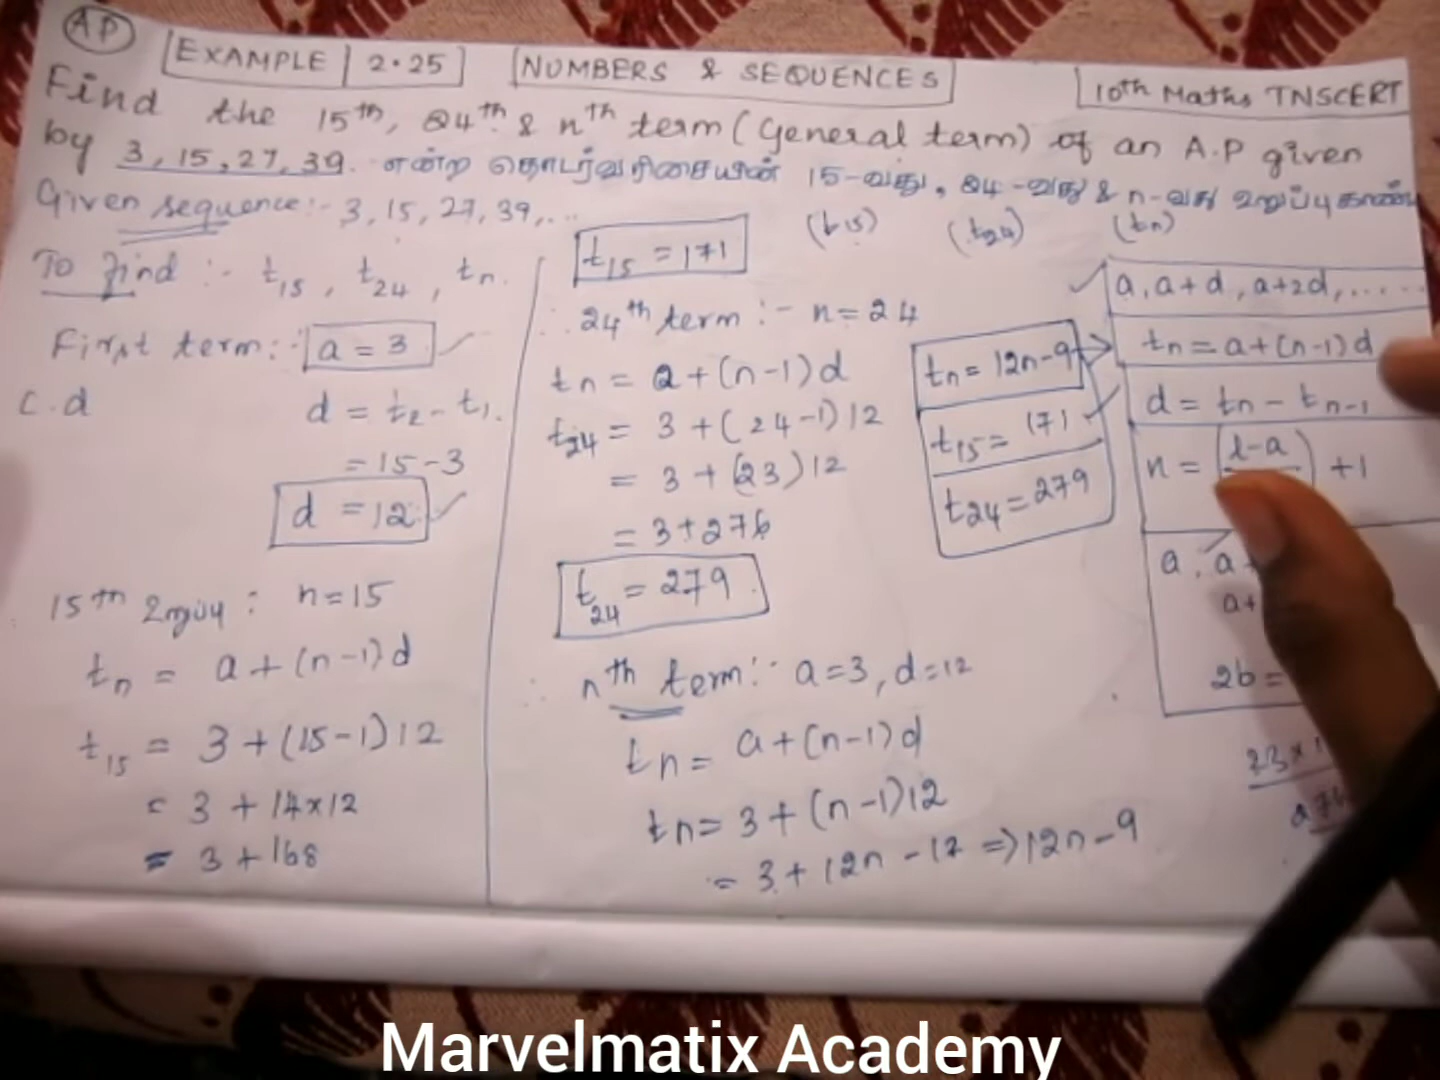 AP
EXAMPLE | 2.25
NUMBERS & SEQUENCES
10th Maths TNSCERT
Find the 15th, 24th & nth term (General term) of an A.P given
by 3, 15, 27, 39. என்ற தொடர்வரிசையின் 15-வது, 24-வது & n-வது உறுப்பு காண்
Given sequence:- 3, 15, 27, 39,...
(t15) (t24) (tn)
To find :- t15, t24, tn.
First term:- a = 3
C.d d = t2 - t1.
= 15-3
d = 12
15th உறுப்பு : n=15
tn = a + (n-1)d
t15 = 3 + (15-1)12
= 3 + 14x12
= 3 + 168
t15 = 171
∴ 24th term :- n = 24
tn = a + (n-1)d
t24 = 3 + (24-1)12
= 3 + (23)12
= 3 + 276
t24 = 279
∴ nth term:- a=3, d=12
tn = a + (n-1)d
tn = 3 + (n-1)12
= 3 + 12n - 12 => 12n-9
tn = 12n-9
t15 = 171
t24 = 279
a, a+d, a+2d, .....
tn = a + (n-1)d
d = tn - tn-1
n = (l-a) + 1
a, a
a+
2b =
23x1
276
Marvelmatix Academy